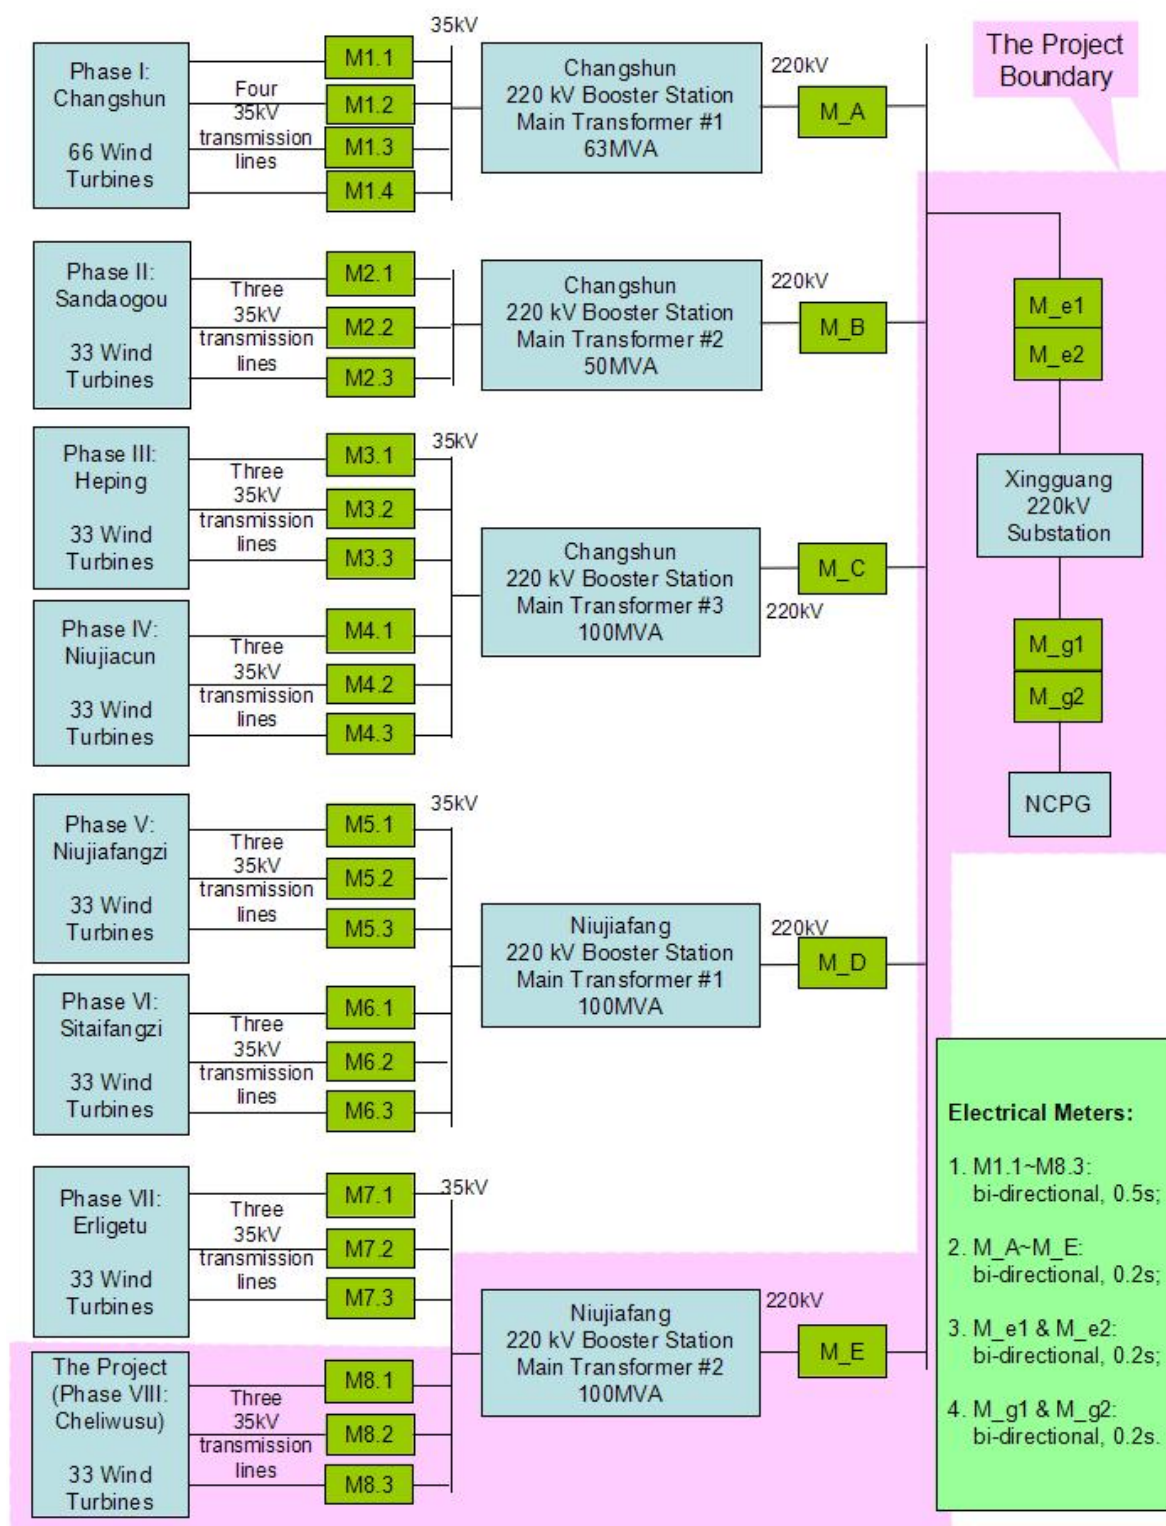 35kV
Phase I:
Changshun
66 Wind
Turbines
Four
35kV
transmission
lines
M1.1
M1.2
M1.3
M1.4
Changshun
220 kV Booster Station
Main Transformer #1
63MVA
220kV
M_A
The Project
Boundary
Phase II:
Sandaogou
33 Wind
Turbines
Three
35kV
transmission
lines
M2.1
M2.2
M2.3
Changshun
220 kV Booster Station
Main Transformer #2
50MVA
220kV
M_B
M_e1
M_e2
Phase III:
Heping
33 Wind
Turbines
Three
35kV
transmission
lines
M3.1
M3.2
M3.3
35kV
Phase IV:
Niujiacun
33 Wind
Turbines
Three
35kV
transmission
lines
M4.1
M4.2
M4.3
Changshun
220 kV Booster Station
Main Transformer #3
100MVA
M_C
220kV
Xingguang
220kV
Substation
M_g1
M_g2
NCPG
Phase V:
Niujiafangzi
33 Wind
Turbines
Three
35kV
transmission
lines
M5.1
M5.2
M5.3
35kV
Phase VI:
Sitaifangzi
33 Wind
Turbines
Three
35kV
transmission
lines
M6.1
M6.2
M6.3
Niujiafang
220 kV Booster Station
Main Transformer #1
100MVA
220kV
M_D
Phase VII:
Erligetu
33 Wind
Turbines
Three
35kV
transmission
lines
M7.1
M7.2
M7.3
35kV
The Project
(Phase VIII:
Cheliwusu)
33 Wind
Turbines
Three
35kV
transmission
lines
M8.1
M8.2
M8.3
Niujiafang
220 kV Booster Station
Main Transformer #2
100MVA
220kV
M_E
Electrical Meters:
1. M1.1~M8.3:
bi-directional, 0.5s;
2. M_A~M_E:
bi-directional, 0.2s;
3. M_e1 & M_e2:
bi-directional, 0.2s;
4. M_g1 & M_g2:
bi-directional, 0.2s.